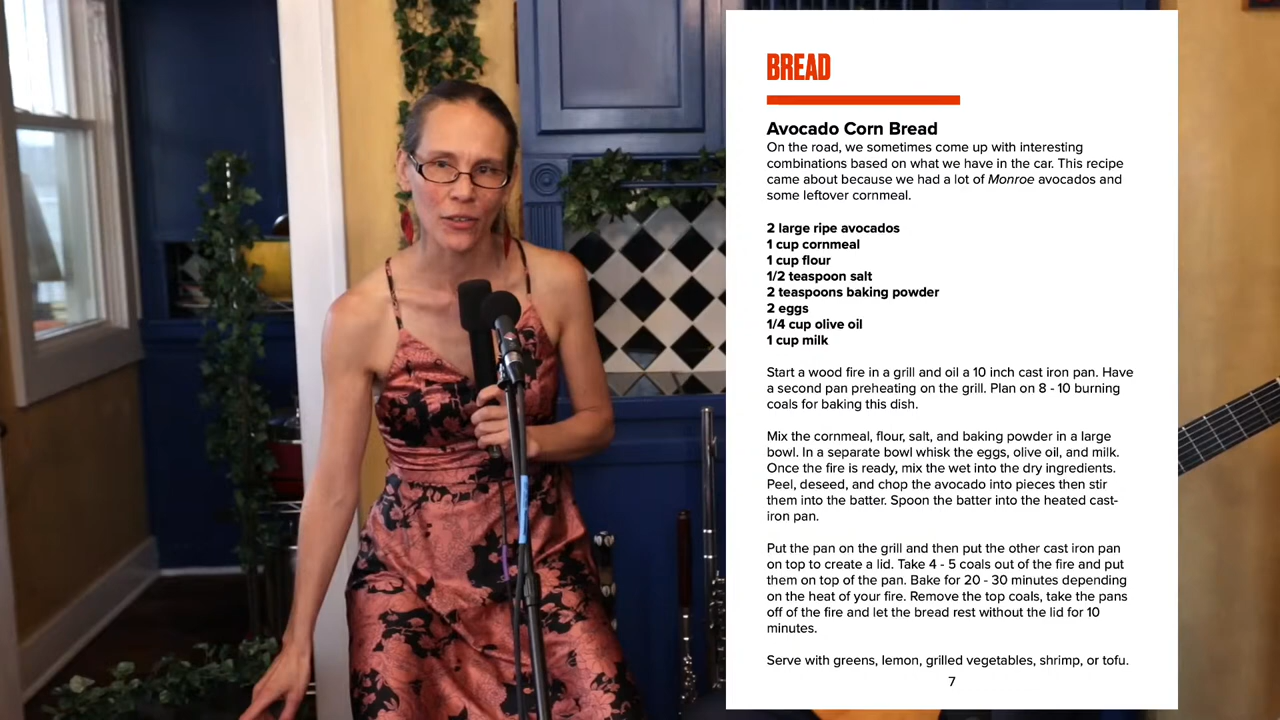 BREAD
Avocado Corn Bread
On the road, we sometimes come up with interesting
combinations based on what we have in the car. This recipe
came about because we had a lot of Monroe avocados and
some leftover cornmeal.
2 large ripe avocados
1 cup cornmeal
1 cup flour
1/2 teaspoon salt
2 teaspoons baking powder
2 eggs
1/4 cup olive oil
1 cup milk
Start a wood fire in a grill and oil a 10 inch cast iron pan. Have
a second pan preheating on the grill. Plan on 8 - 10 burning
coals for baking this dish.
Mix the cornmeal, flour, salt, and baking powder in a large
bowl. In a separate bowl whisk the eggs, olive oil, and milk.
Once the fire is ready, mix the wet into the dry ingredients.
Peel, deseed, and chop the avocado into pieces then stir
them into the batter. Spoon the batter into the heated cast-
iron pan.
Put the pan on the grill and then put the other cast iron pan
on top to create a lid. Take 4 - 5 coals out of the fire and put
them on top of the pan. Bake for 20 - 30 minutes depending
on the heat of your fire. Remove the top coals, take the pans
off of the fire and let the bread rest without the lid for 10
minutes.
Serve with greens, lemon, grilled vegetables, shrimp, or tofu.
7